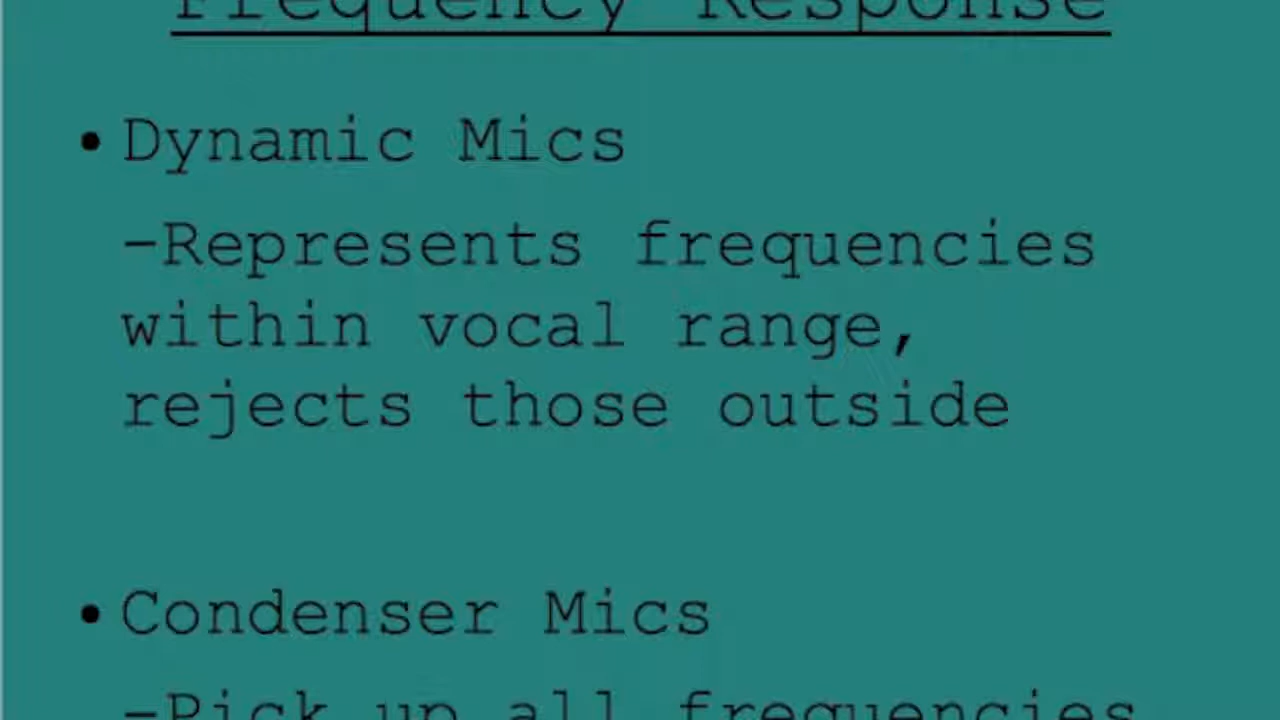 Frequency Response
• Dynamic Mics
–Represents frequencies
within vocal range,
rejects those outside
• Condenser Mics
–Pick up all frequencies